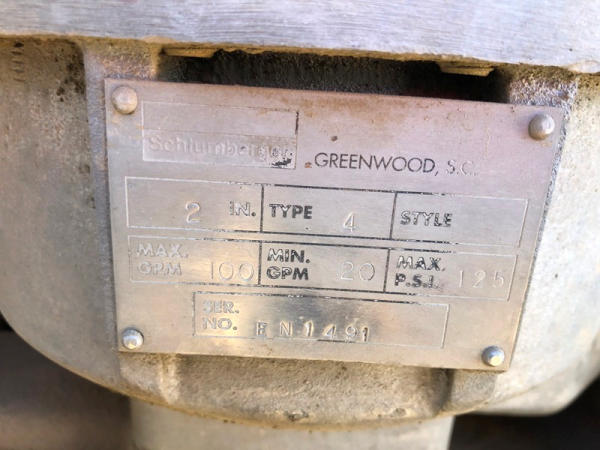 Schlumberger
GREENWOOD, S.C.
2 IN. TYPE 4 STYLE
MAX. GPM 100 MIN. GPM 20 MAX. P.S.I. 125
SER. NO. EN1491